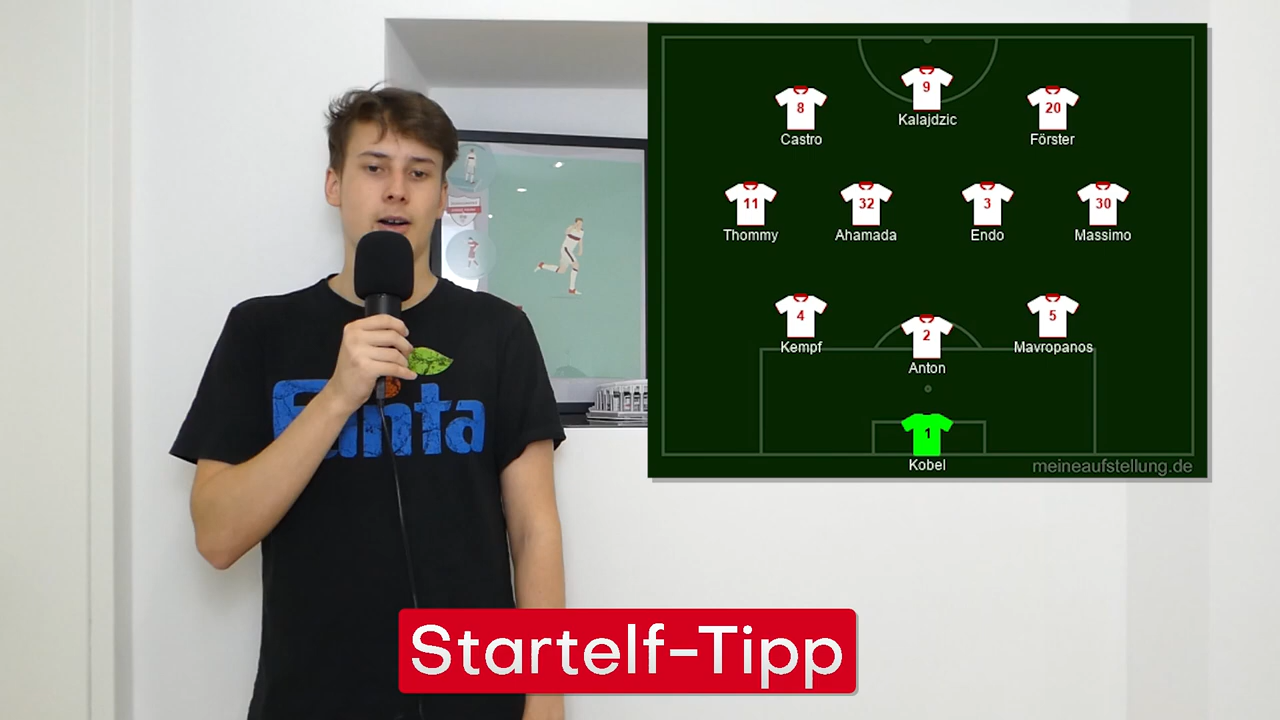 9
Kalajdzic
8
Castro
20
Förster
11
Thommy
32
Ahamada
3
Endo
30
Massimo
4
Kempf
2
Anton
5
Mavropanos
1
Kobel
meineaufstellung.de
Fanta
Startelf-Tipp